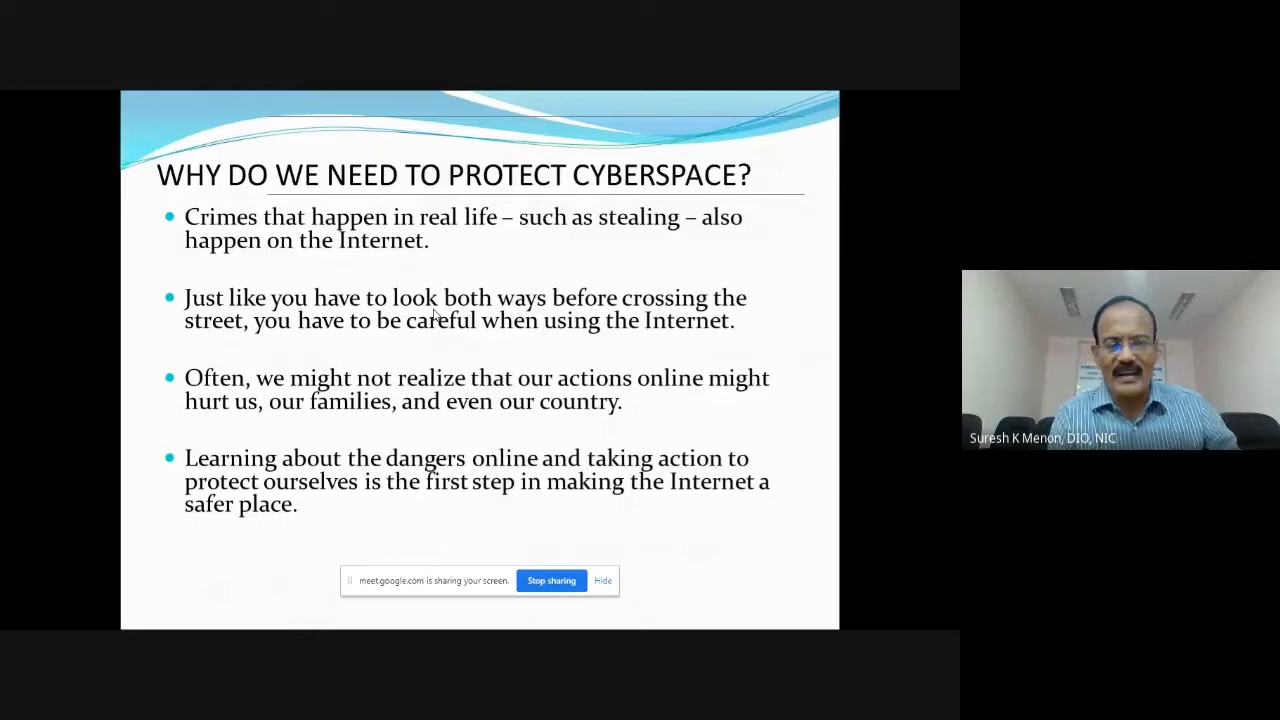 WHY DO WE NEED TO PROTECT CYBERSPACE?
Crimes that happen in real life – such as stealing – also
happen on the Internet.
Just like you have to look both ways before crossing the
street, you have to be careful when using the Internet.
Often, we might not realize that our actions online might
hurt us, our families, and even our country.
Learning about the dangers online and taking action to
protect ourselves is the first step in making the Internet a
safer place.
meet.google.com is sharing your screen. Stop sharing Hide
Suresh K Menon, DIO, NIC